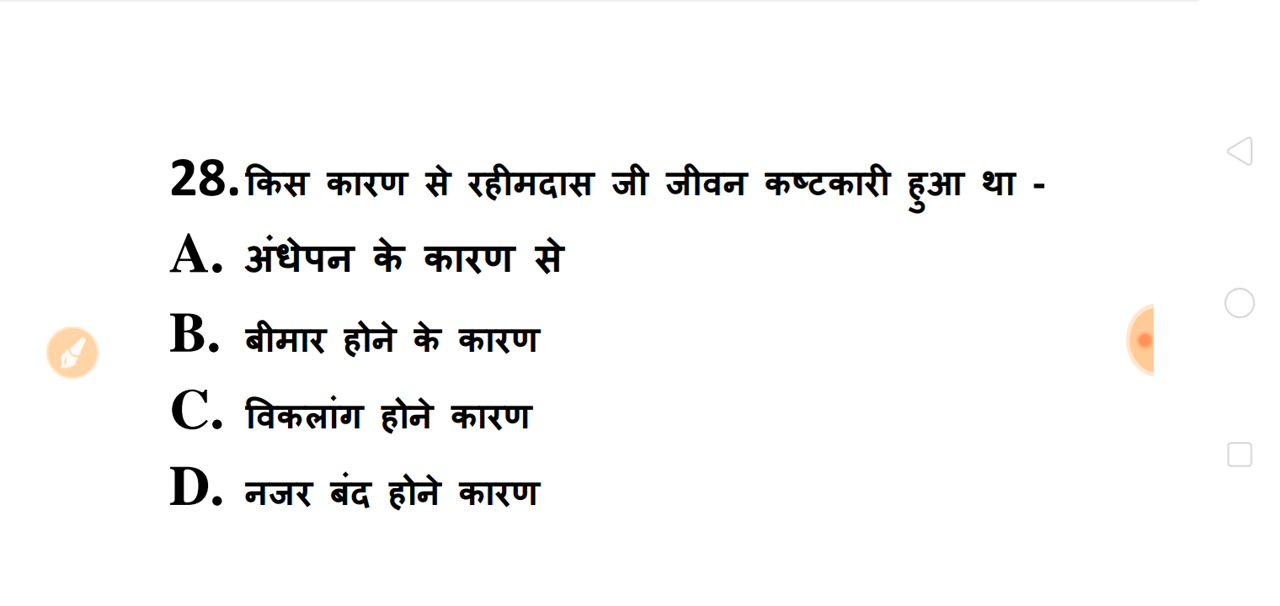 28.किस कारण से रहीमदास जी जीवन कष्टकारी हुआ था -
A. अंधेपन के कारण से
B. बीमार होने के कारण
C. विकलांग होने कारण
D. नजर बंद होने कारण